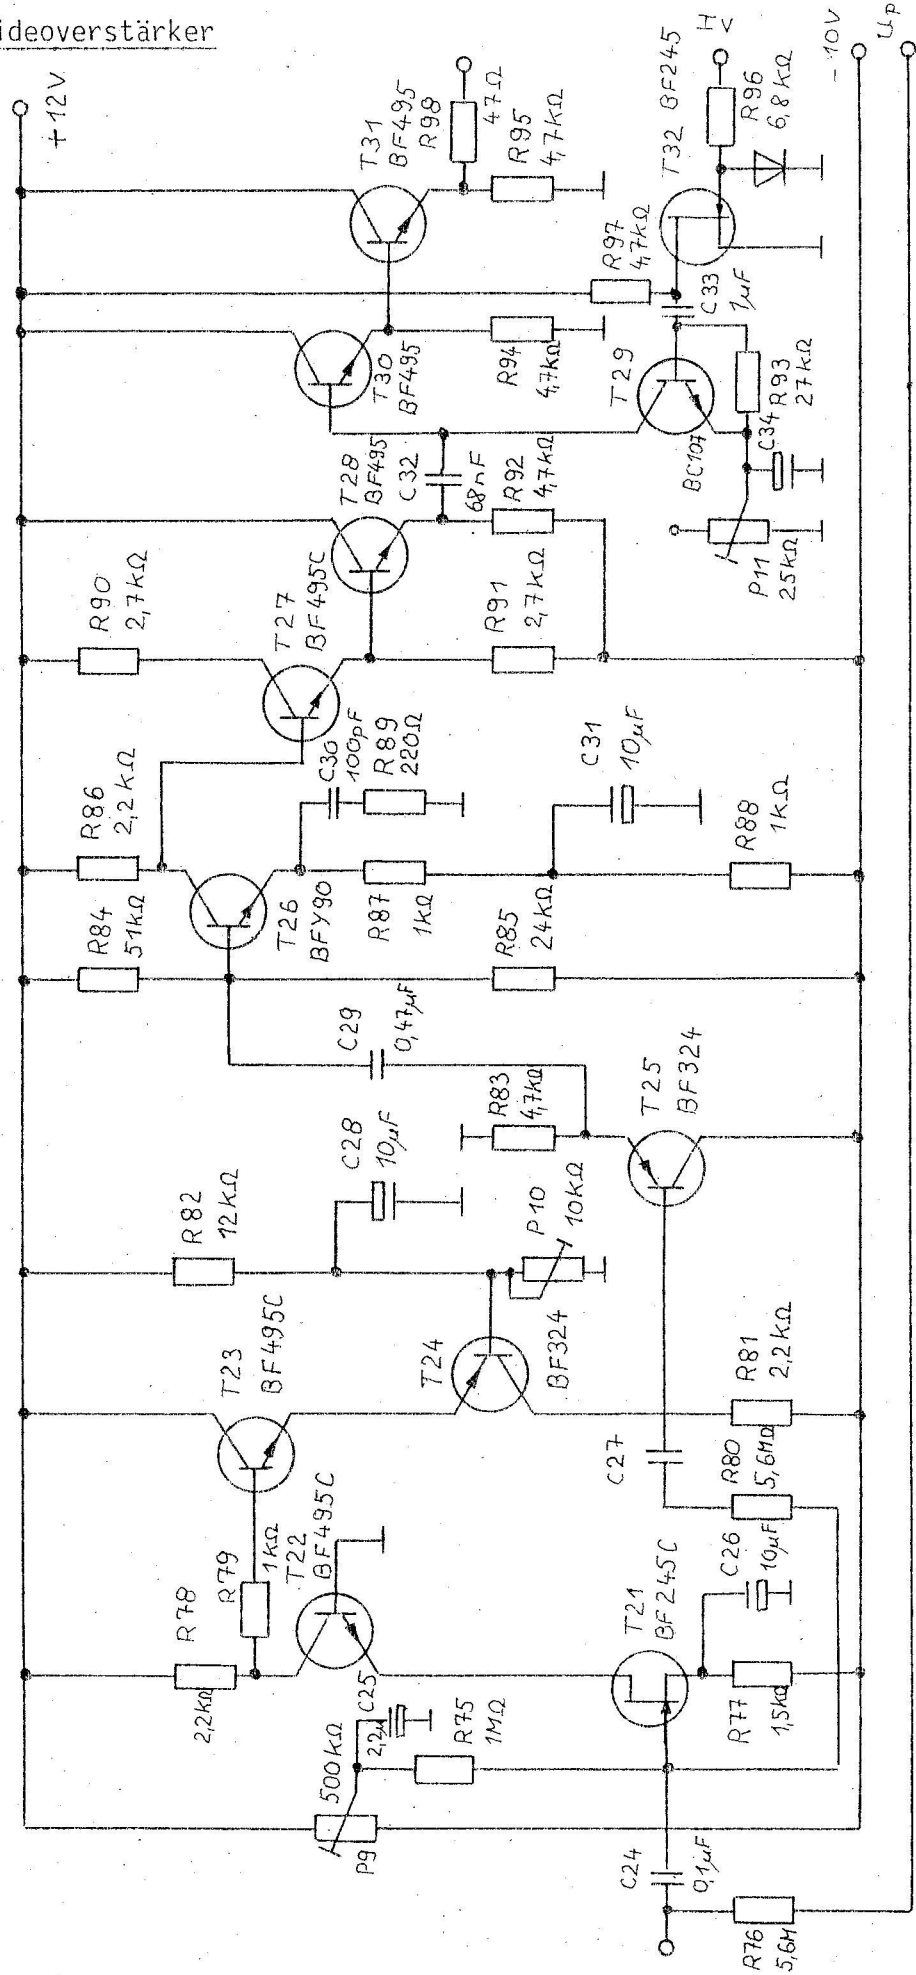 ideoverstärker
+12V
-10V
Up
H
T31
BF495
R98
47Ω
R95
4,7kΩ
T32 BF245
R96
6,8kΩ
R97
4,7kΩ
C33
1µF
T30
BF495
R94
4,7kΩ
T29
BC107
R93
27kΩ
C34
P11
25kΩ
T28
BF495
C32
68nF
R92
4,7kΩ
R90
2,7kΩ
T27
BF495C
R91
2,7kΩ
R86
2,2kΩ
C30
100pF
R89
220Ω
C31
10µF
R84
51kΩ
T26
BFY90
R87
1kΩ
R85
24kΩ
R88
1kΩ
C29
0,47µF
R83
4,7kΩ
T25
BF324
R82
12kΩ
C28
10µF
P10
10kΩ
T23
BF495C
T24
BF324
R81
2,2kΩ
C27
R80
5,6MΩ
R78
2,2kΩ
R79
1kΩ
T22
BF495C
T21
BF245C
C26
10µF
R77
1,5kΩ
C25
2,2µ
500kΩ
P9
R75
1MΩ
C24
0,1µF
R76
5,6M